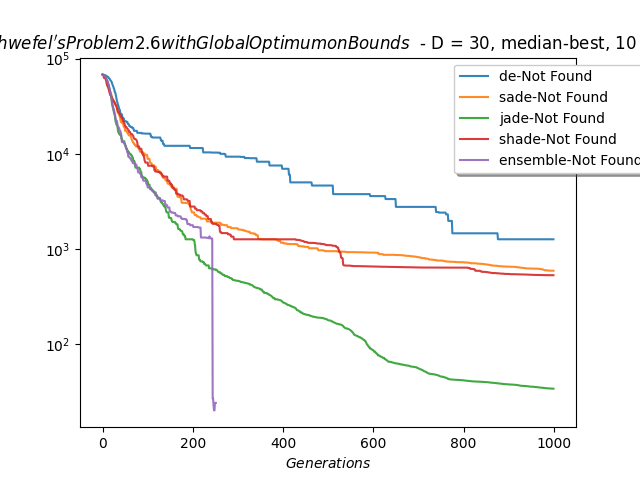 hwefel'sProblem2.6withGlobalOptimumonBounds - D = 30, median-best, 10
10^5
10^4
10^3
10^2
de-Not Found
sade-Not Found
jade-Not Found
shade-Not Found
ensemble-Not Found
0 200 400 600 800 1000
Generations